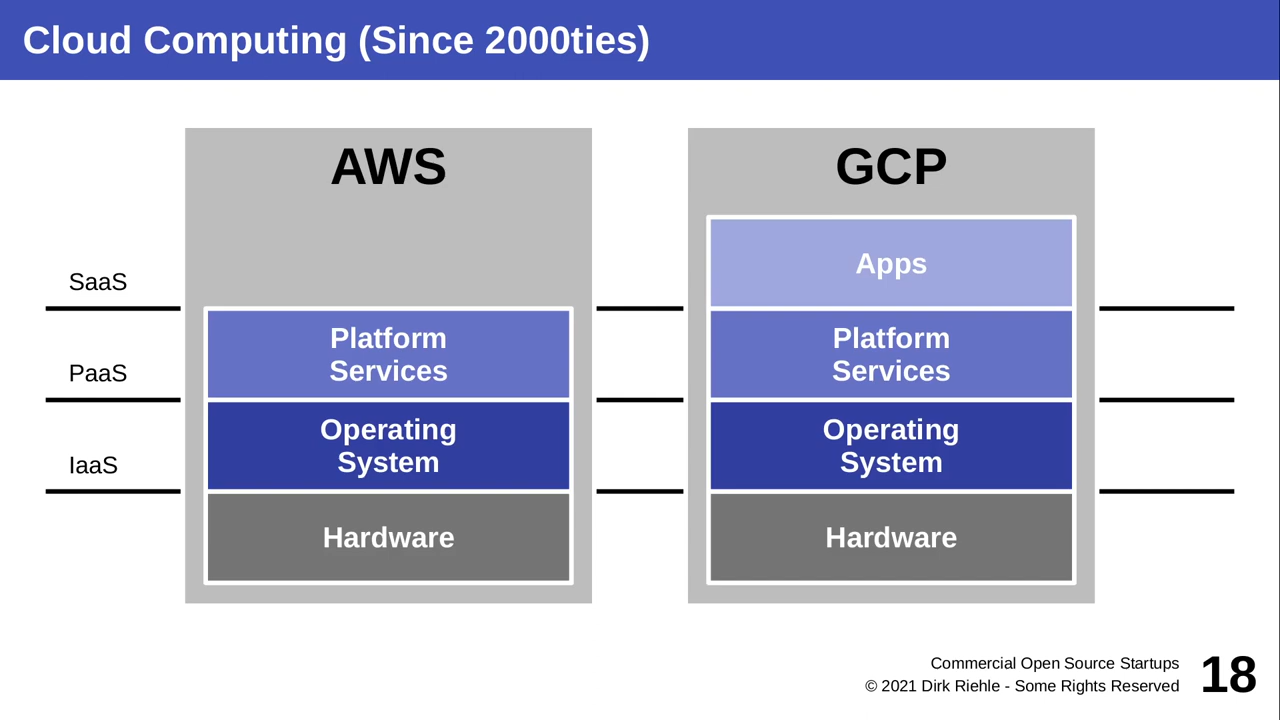 Cloud Computing (Since 2000ties)
AWS
GCP
SaaS
Apps
Platform
Services
Platform
Services
PaaS
Operating
System
Operating
System
IaaS
Hardware
Hardware
Commercial Open Source Startups
© 2021 Dirk Riehle - Some Rights Reserved
18